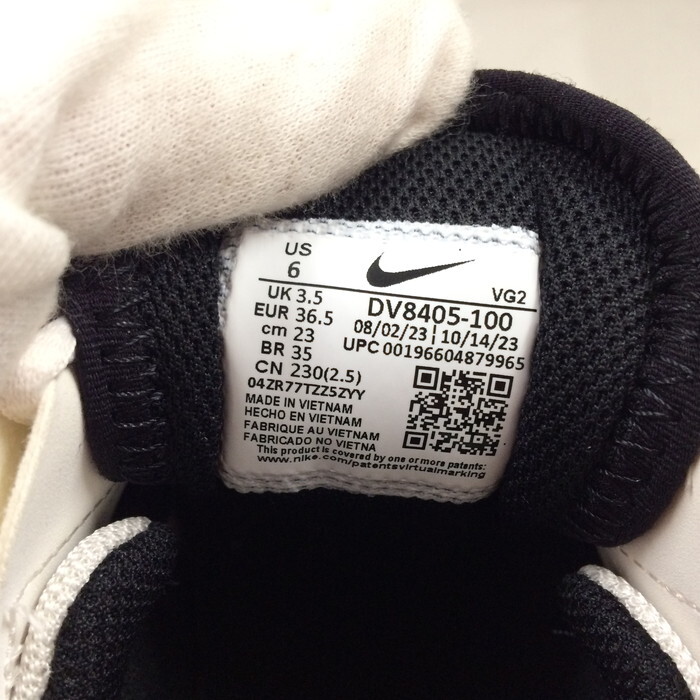 US
6
VG2
UK 3.5
EUR 36.5
cm 23
BR 35
CN 230(2.5)
DV8405-100
08/02/23 | 10/14/23
UPC 00196604879965
04ZR77TZZ5ZYY
MADE IN VIETNAM
HECHO EN VIETNAM
FABRIQUE AU VIETNAM
FABRICADO NO VIETNA
This product is covered by one or more patents:
www.nike.com/patentsvirtualmarking